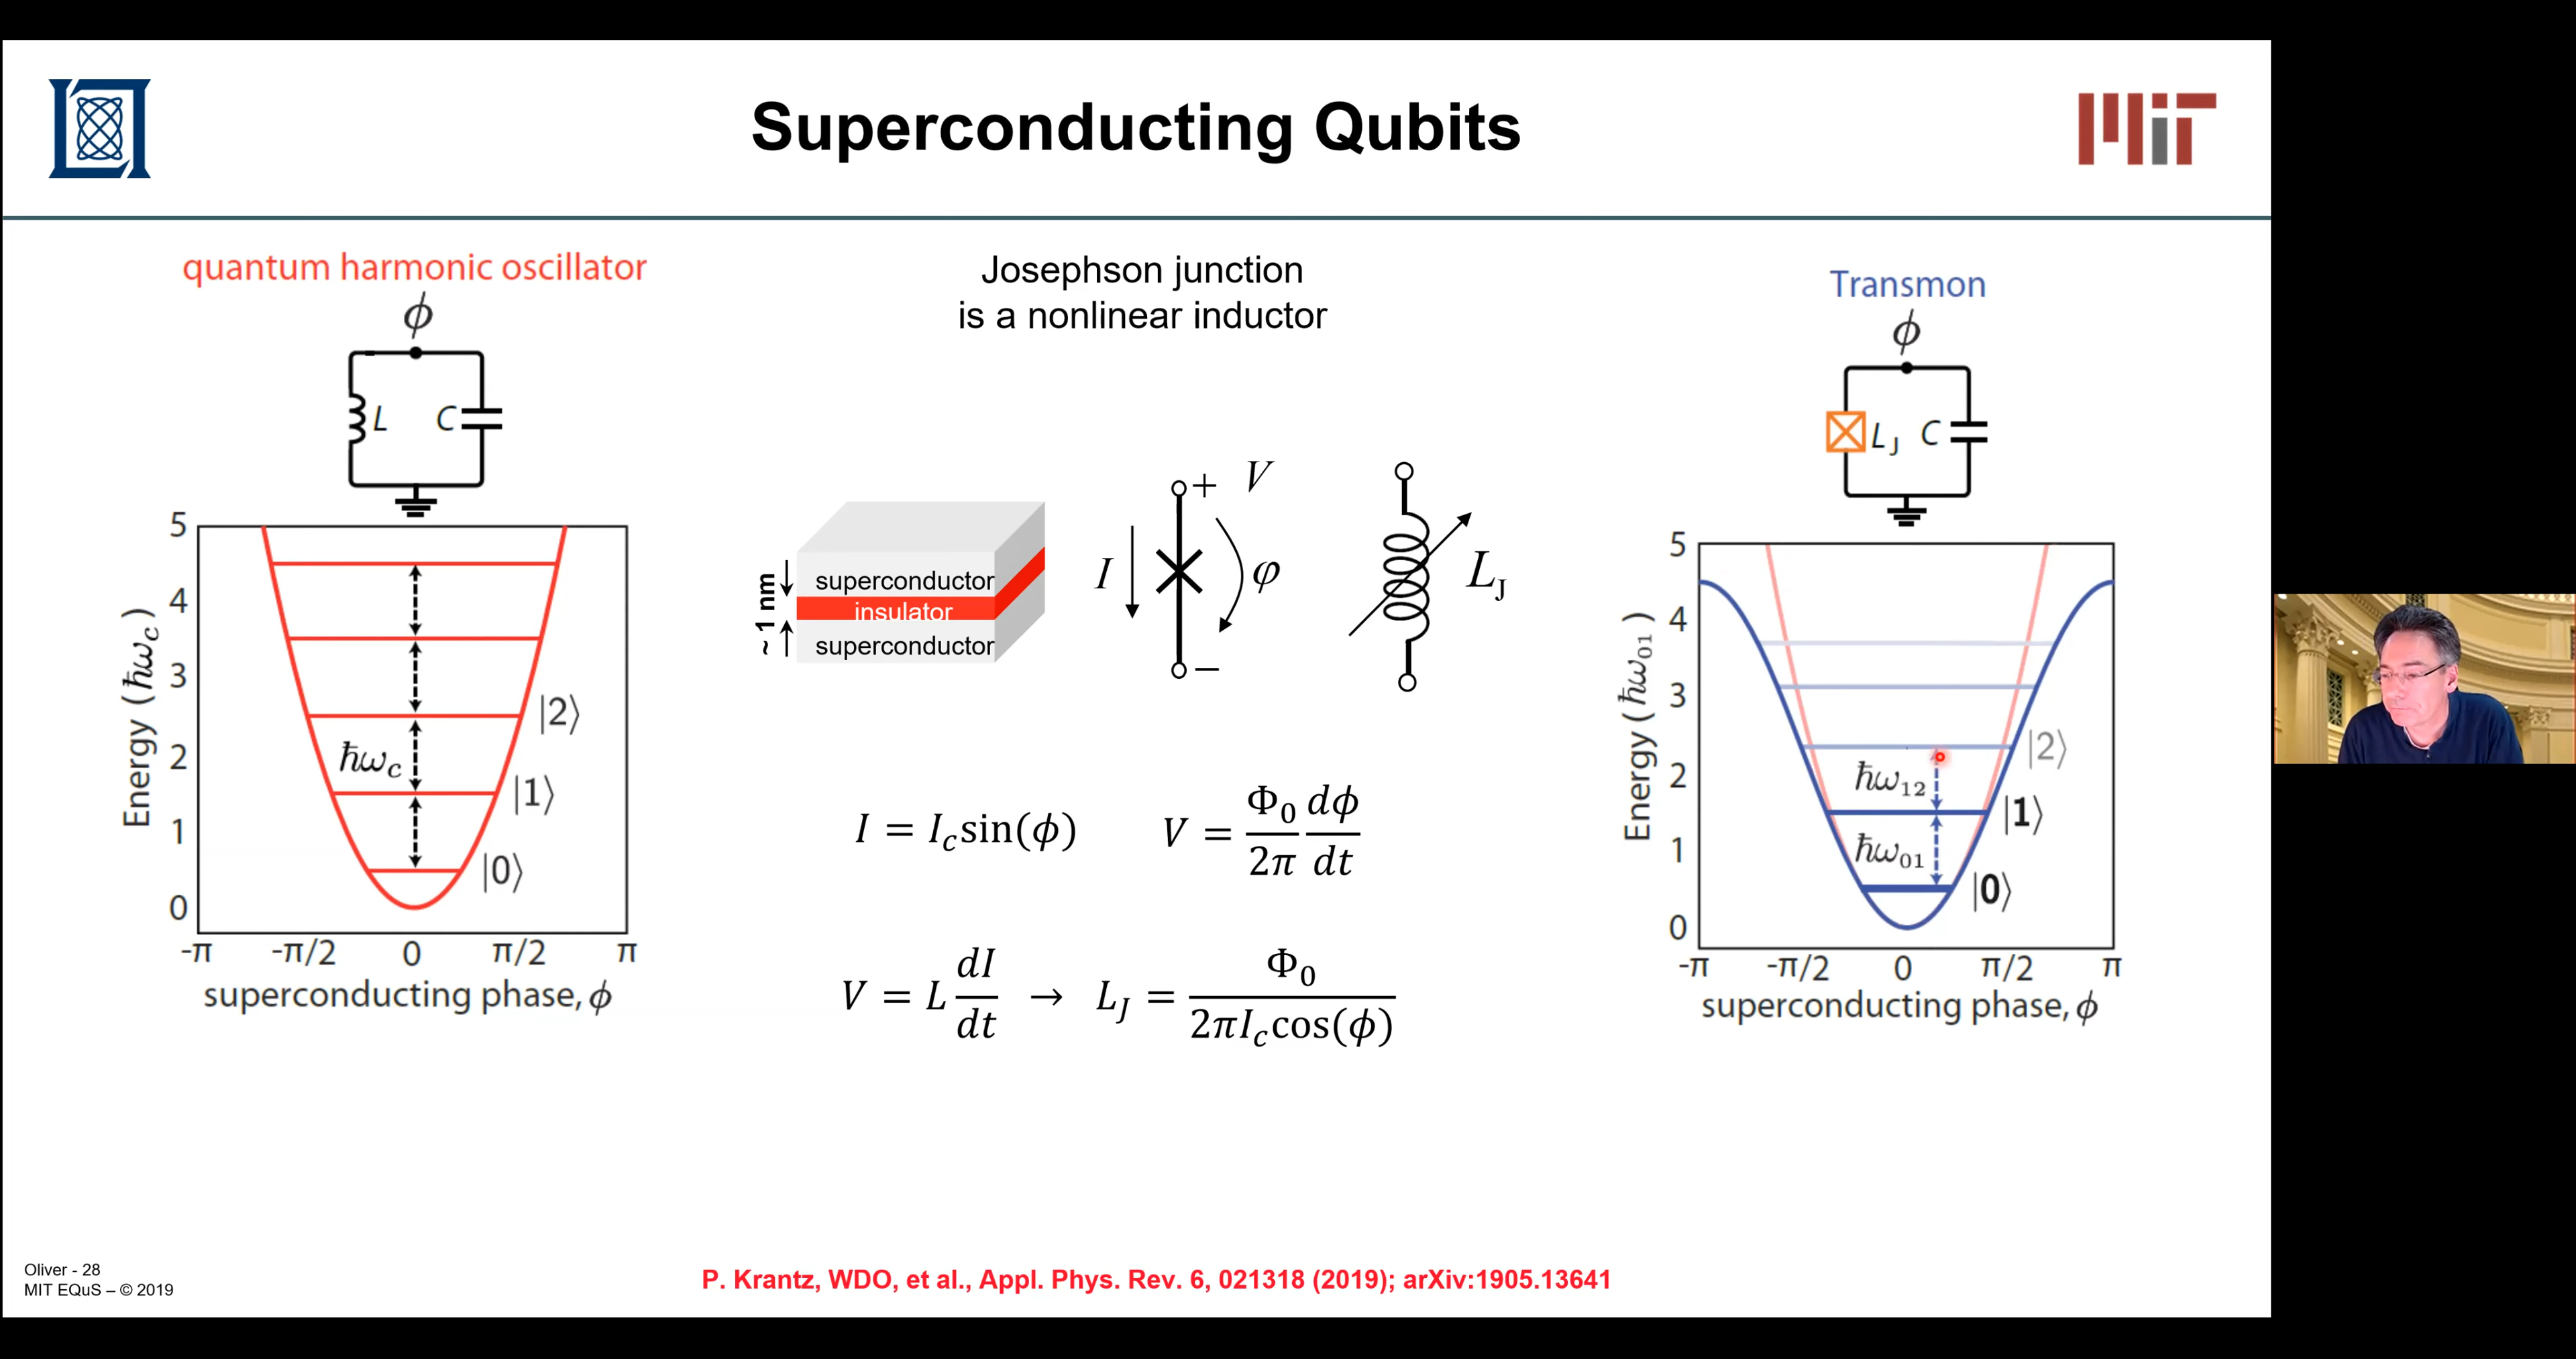 Superconducting Qubits
MIT
quantum harmonic oscillator
ϕ
L C
Energy (ħω_c)
5
4
3
2
1
0
|2⟩
ħω_c
|1⟩
|0⟩
-π -π/2 0 π/2 π
superconducting phase, ϕ
Josephson junction
is a nonlinear inductor
~ 1 nm
superconductor
insulator
superconductor
+ V
I φ
−
L_J
I = I_c sin(ϕ) V = Φ_0/2π dϕ/dt
V = L dI/dt → L_J = Φ_0/2πI_c cos(ϕ)
Transmon
ϕ
L_J C
Energy (ħω_01)
5
4
3
2
1
0
|2⟩
ħω_12
|1⟩
ħω_01
|0⟩
-π -π/2 0 π/2 π
superconducting phase, ϕ
Oliver - 28
MIT EQuS – © 2019
P. Krantz, WDO, et al., Appl. Phys. Rev. 6, 021318 (2019); arXiv:1905.13641